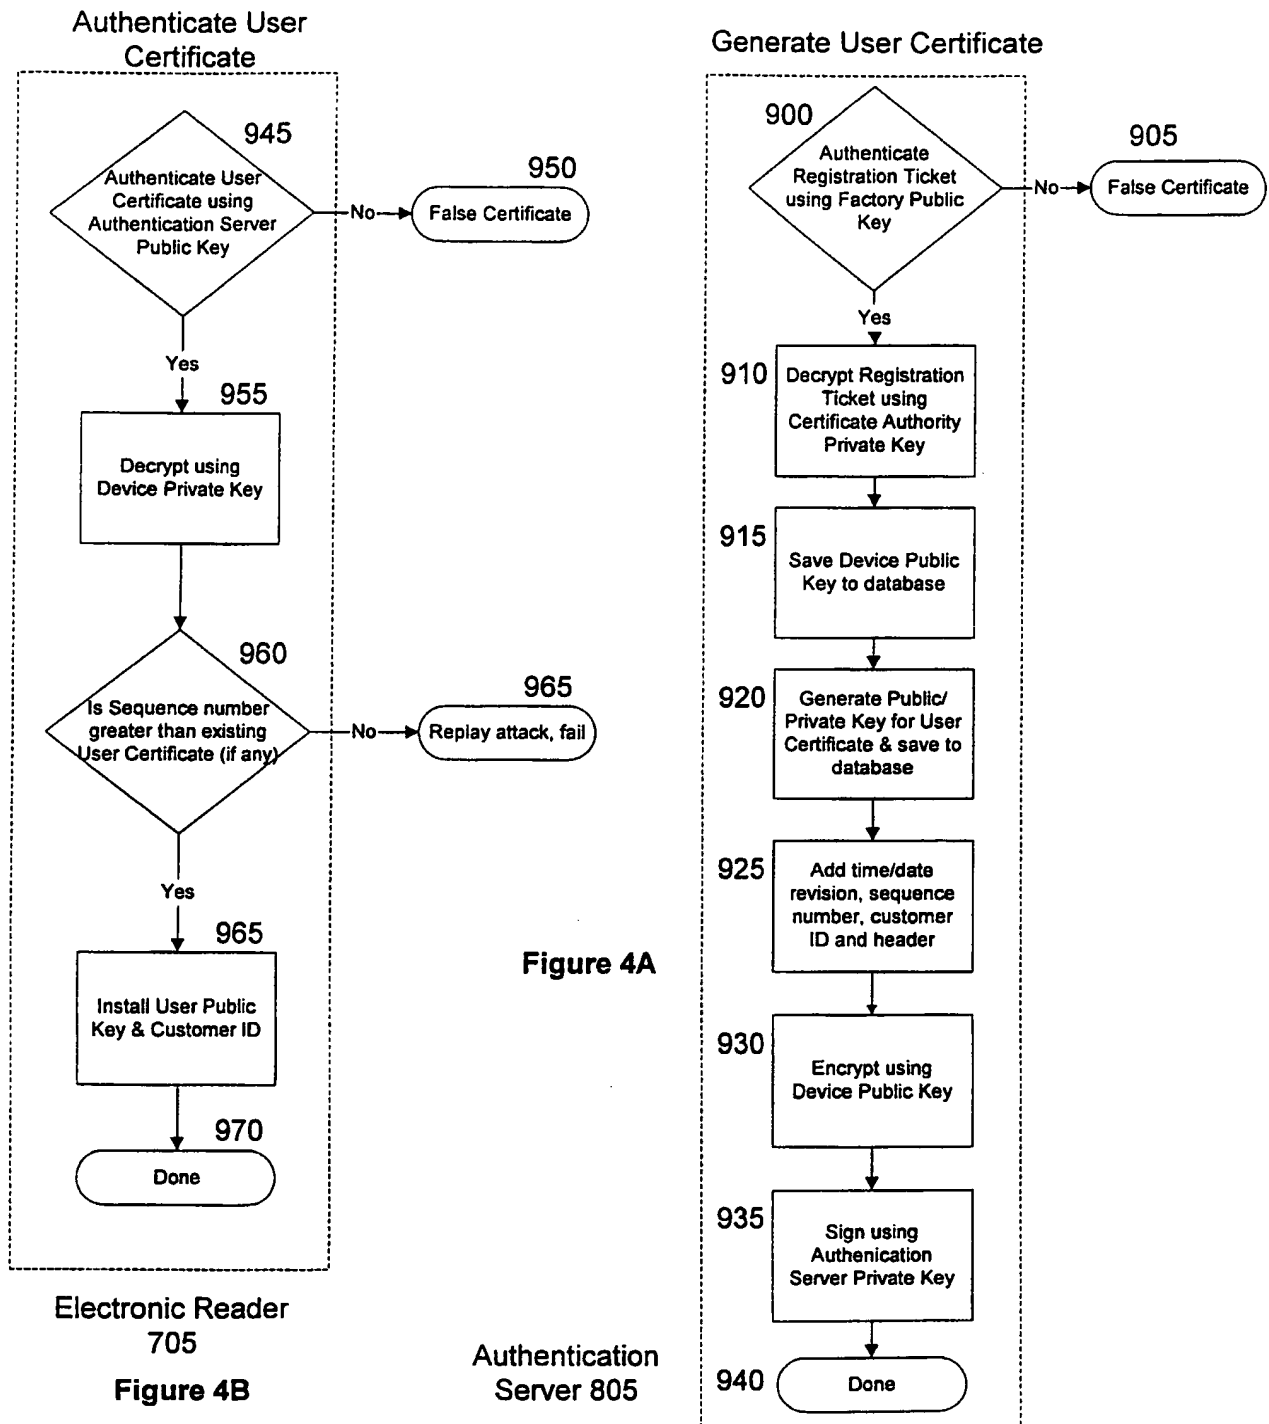 Authenticate User
Certificate
945
Authenticate User
Certificate using
Authentication Server
Public Key
No
950
False Certificate
Yes
955
Decrypt using
Device Private Key
960
Is Sequence number
greater than existing
User Certificate (if any)
No
965
Replay attack, fail
Yes
965
Install User Public
Key & Customer ID
970
Done
Electronic Reader
705
Figure 4B
Generate User Certificate
900
Authenticate
Registration Ticket
using Factory Public
Key
No
905
False Certificate
Yes
910
Decrypt Registration
Ticket using
Certificate Authority
Private Key
915
Save Device Public
Key to database
920
Generate Public/
Private Key for User
Certificate & save to
database
925
Add time/date
revision, sequence
number, customer
ID and header
Figure 4A
930
Encrypt using
Device Public Key
935
Sign using
Authenication
Server Private Key
940
Done
Authentication
Server 805